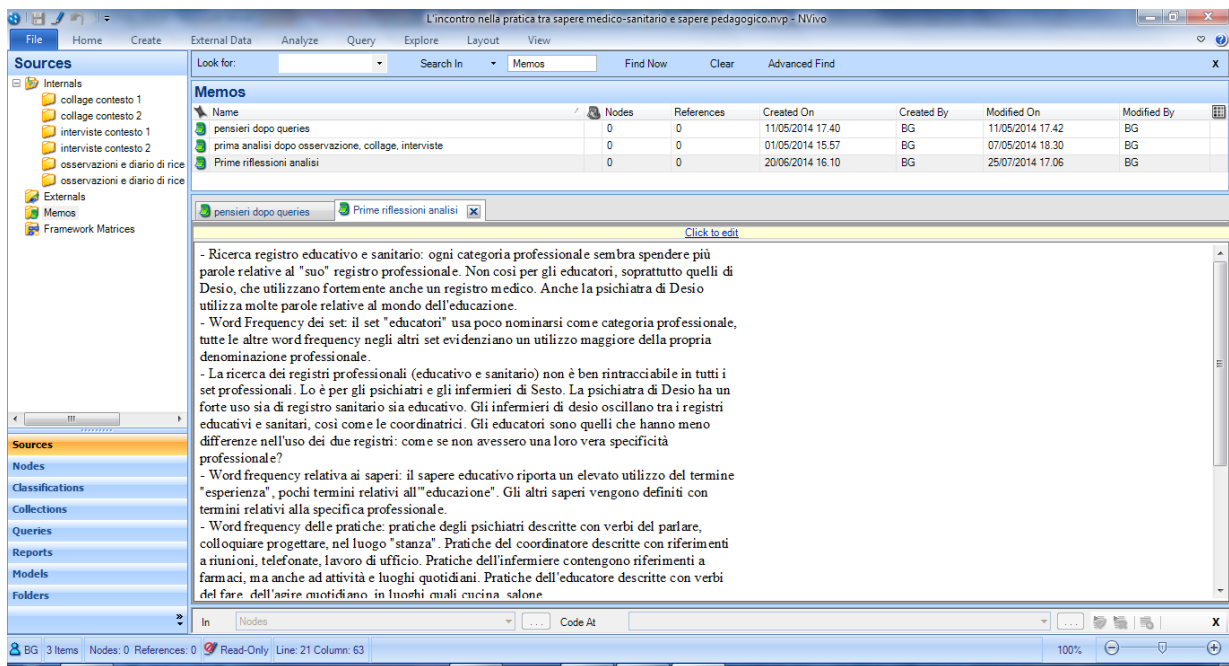 L'incontro nella pratica tra sapere medico-sanitario e sapere pedagogico.nvp - NVivo
File Home Create External Data Analyze Query Explore Layout View
Sources
Look for: Search In Memos Find Now Clear Advanced Find x
Internals
collage contesto 1
collage contesto 2
interviste contesto 1
interviste contesto 2
osservazioni e diario di rice
osservazioni e diario di rice
Externals
Memos
Framework Matrices
Memos
Name Nodes References Created On Created By Modified On Modified By
pensieri dopo queries 0 0 11/05/2014 17.40 BG 11/05/2014 17.42 BG
prima analisi dopo osservazione, collage, interviste 0 0 01/05/2014 15.57 BG 07/05/2014 18.30 BG
Prime riflessioni analisi 0 0 20/06/2014 16.10 BG 25/07/2014 17.06 BG
pensieri dopo queries Prime riflessioni analisi
Click to edit
- Ricerca registro educativo e sanitario: ogni categoria professionale sembra spendere più
parole relative al "suo" registro professionale. Non così per gli educatori, soprattutto quelli di
Desio, che utilizzano fortemente anche un registro medico. Anche la psichiatra di Desio
utilizza molte parole relative al mondo dell'educazione.
- Word Frequency dei set: il set "educatori" usa poco nominarsi come categoria professionale,
tutte le altre word frequency negli altri set evidenziano un utilizzo maggiore della propria
denominazione professionale.
- La ricerca dei registri professionali (educativo e sanitario) non è ben rintracciabile in tutti i
set professionali. Lo è per gli psichiatri e gli infermieri di Sesto. La psichiatra di Desio ha un
forte uso sia di registro sanitario sia educativo. Gli infermieri di desio oscillano tra i registri
educativi e sanitari, così come le coordinatrici. Gli educatori sono quelli che hanno meno
differenze nell'uso dei due registri: come se non avessero una loro vera specificità
professionale?
- Word frequency relativa ai saperi: il sapere educativo riporta un elevato utilizzo del termine
"esperienza", pochi termini relativi all'"educazione". Gli altri saperi vengono definiti con
termini relativi alla specifica professionale.
- Word frequency delle pratiche: pratiche degli psichiatri descritte con verbi del parlare,
colloquiare progettare, nel luogo "stanza". Pratiche del coordinatore descritte con riferimenti
a riunioni, telefonate, lavoro di ufficio. Pratiche dell'infermiere contengono riferimenti a
farmaci, ma anche ad attività e luoghi quotidiani. Pratiche dell'educatore descritte con verbi
del fare, dell'agire quotidiano, in luoghi quali cucina, salone
Sources
Nodes
Classifications
Collections
Queries
Reports
Models
Folders
In Nodes ... Code At ... x
BG 3 Items Nodes: 0 References: 0 Read-Only Line: 21 Column: 63 100%